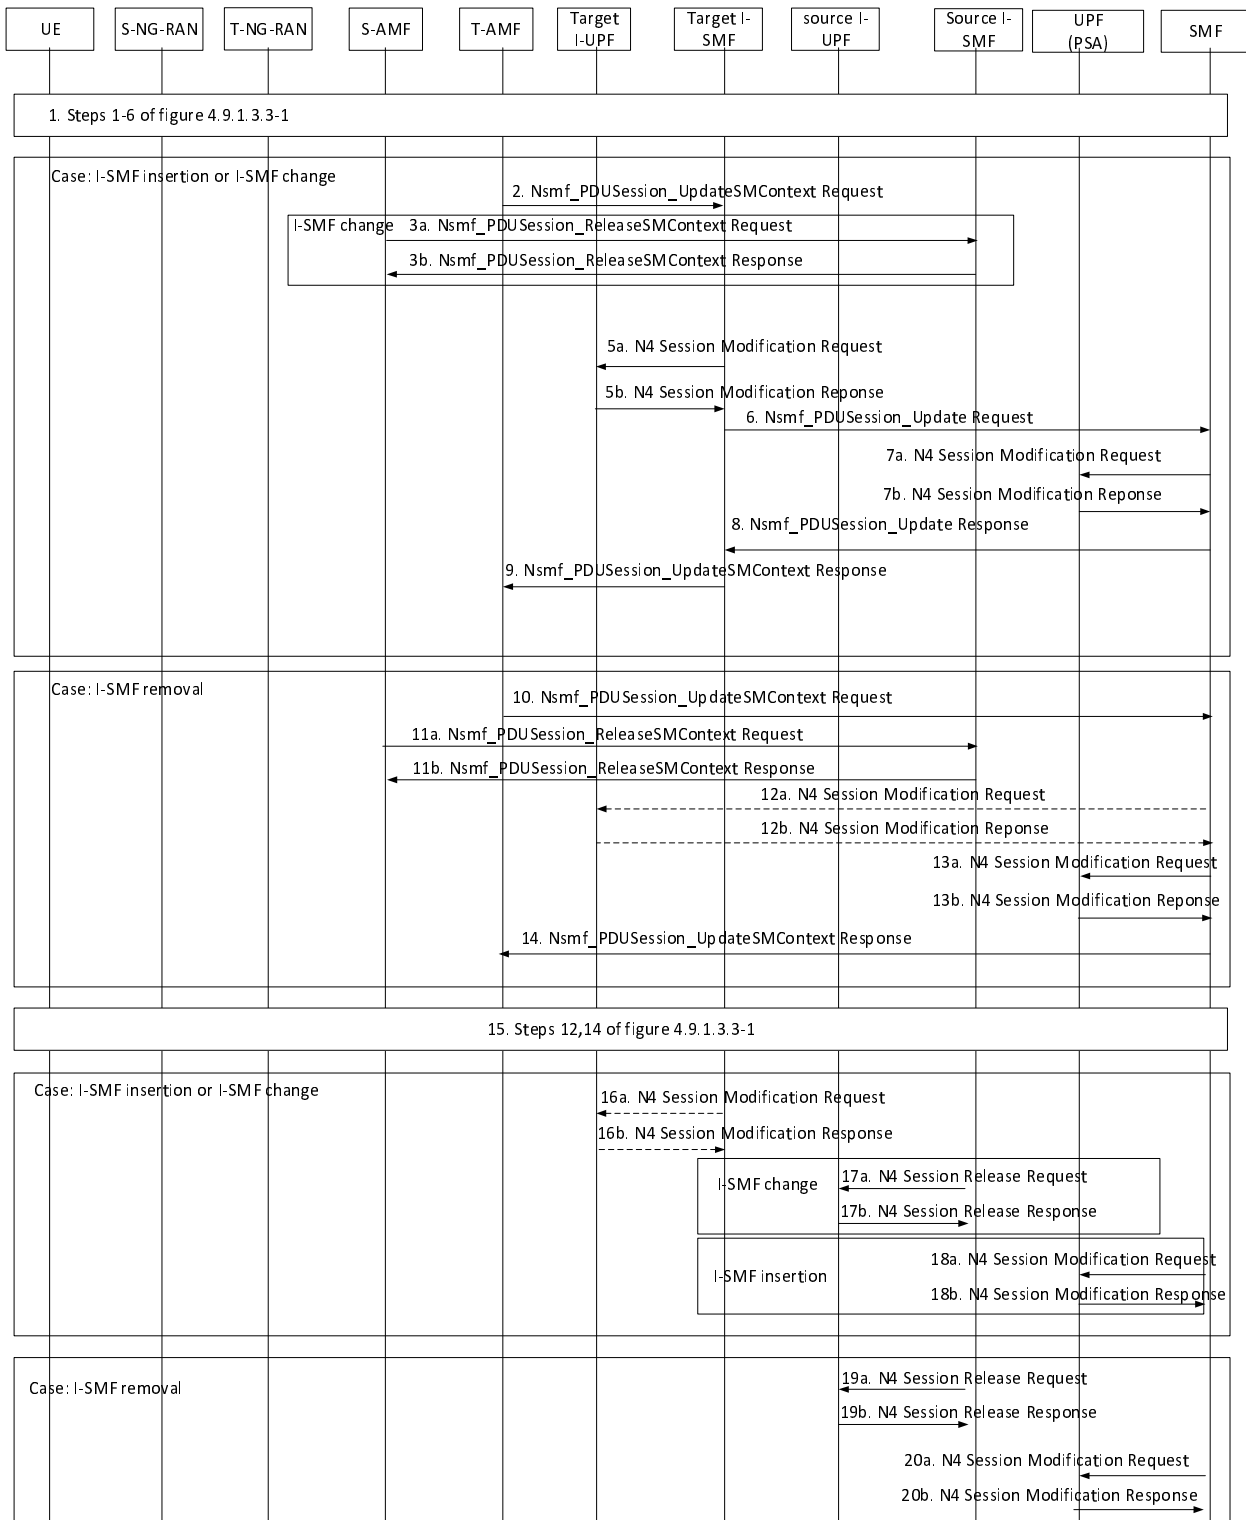 UE
S-NG-RAN
T-NG-RAN
S-AMF
T-AMF
Target
I-UPF
Target I-
SMF
source I-
UPF
Source I-
SMF
UPF
(PSA)
SMF
1. Steps 1-6 of figure 4.9.1.3.3-1
Case: I-SMF insertion or I-SMF change
2. Nsmf_PDUSession_UpdateSMContext Request
I-SMF change
3a. Nsmf_PDUSession_ReleaseSMContext Request
3b. Nsmf_PDUSession_ReleaseSMContext Response
5a. N4 Session Modification Request
5b. N4 Session Modification Reponse
6. Nsmf_PDUSession_Update Request
7a. N4 Session Modification Request
7b. N4 Session Modification Reponse
8. Nsmf_PDUSession_Update Response
9. Nsmf_PDUSession_UpdateSMContext Response
Case: I-SMF removal
10. Nsmf_PDUSession_UpdateSMContext Request
11a. Nsmf_PDUSession_ReleaseSMContext Request
11b. Nsmf_PDUSession_ReleaseSMContext Response
12a. N4 Session Modification Request
12b. N4 Session Modification Reponse
13a. N4 Session Modification Request
13b. N4 Session Modification Reponse
14. Nsmf_PDUSession_UpdateSMContext Response
15. Steps 12,14 of figure 4.9.1.3.3-1
Case: I-SMF insertion or I-SMF change
16a. N4 Session Modification Request
16b. N4 Session Modification Response
I-SMF change
17a. N4 Session Release Request
17b. N4 Session Release Response
I-SMF insertion
18a. N4 Session Modification Request
18b. N4 Session Modification Response
Case: I-SMF removal
19a. N4 Session Release Request
19b. N4 Session Release Response
20a. N4 Session Modification Request
20b. N4 Session Modification Response